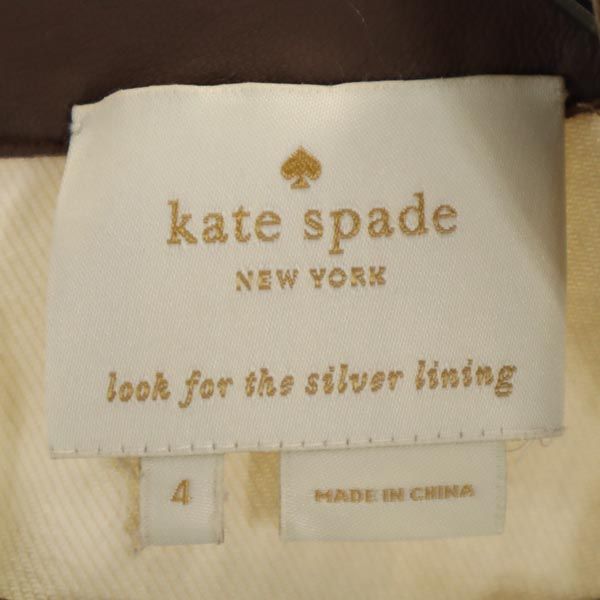 kate spade
NEW YORK
look for the silver lining
4
MADE IN CHINA